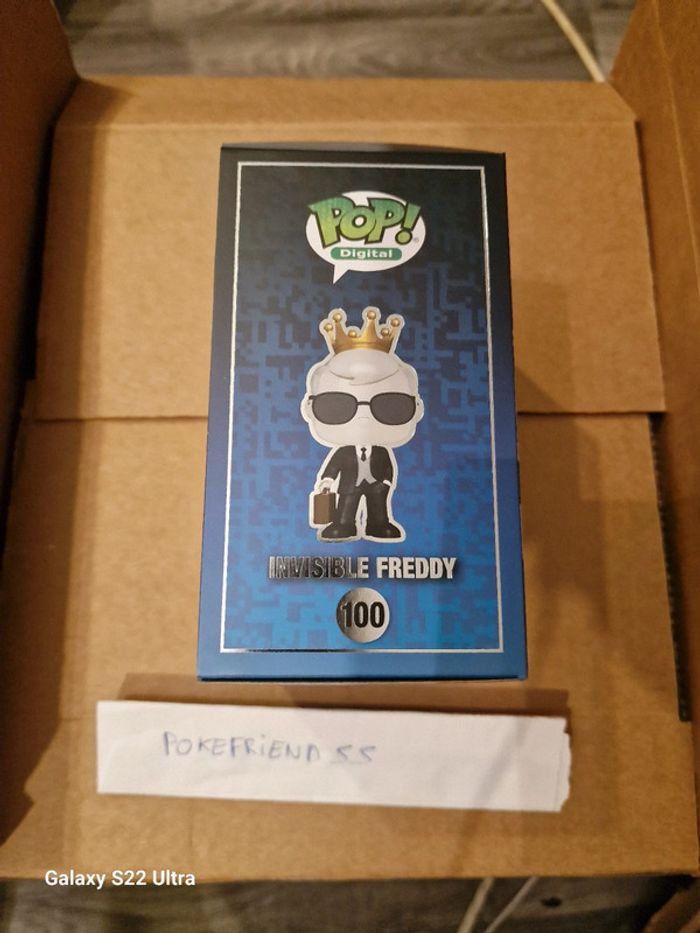 POP!
Digital
INVISIBLE FREDDY
100
POKEFRIEND 55
Galaxy S22 Ultra